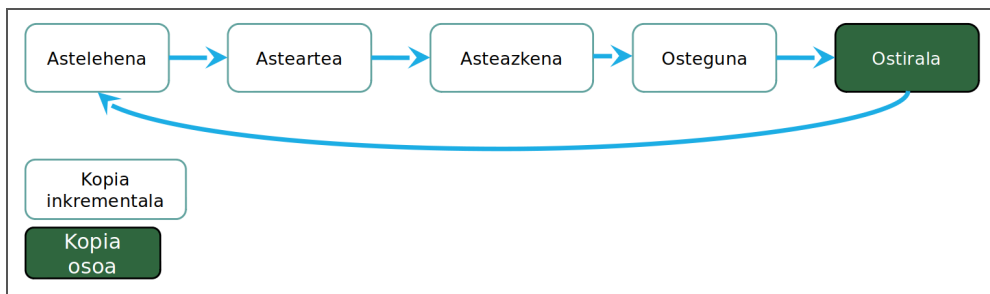 Astelehena
Asteartea
Asteazkena
Osteguna
Ostirala
Kopia
inkrementala
Kopia
osoa